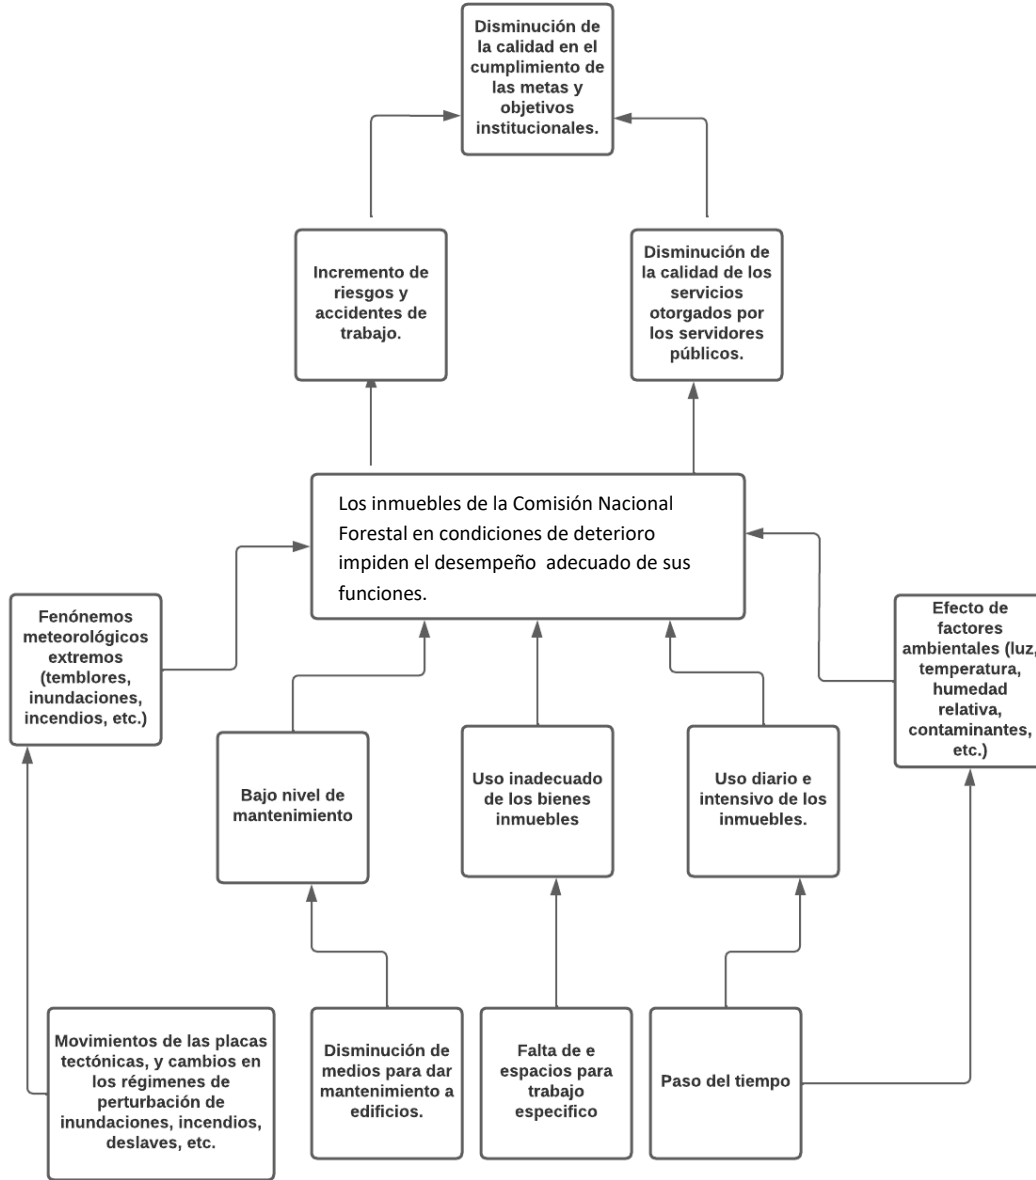 Disminución de
la calidad en el
cumplimiento de
las metas y
objetivos
institucionales.
Incremento de
riesgos y
accidentes de
trabajo.
Disminución de
la calidad de los
servicios
otorgados por
los servidores
públicos.
Los inmuebles de la Comisión Nacional
Forestal en condiciones de deterioro
impiden el desempeño  adecuado de sus
funciones.
Fenónemos
meteorológicos
extremos
(temblores,
inundaciones,
incendios, etc.)
Bajo nivel de
mantenimiento
Uso inadecuado
de los bienes
inmuebles
Uso diario e
intensivo de los
inmuebles.
Efecto de
factores
ambientales (luz,
temperatura,
humedad
relativa,
contaminantes,
etc.)
Movimientos de las placas
tectónicas, y cambios en
los régimenes de
perturbación de
inundaciones, incendios,
deslaves, etc.
Disminución de
medios para dar
mantenimiento a
edificios.
Falta de e
espacios para
trabajo
especifico
Paso del tiempo